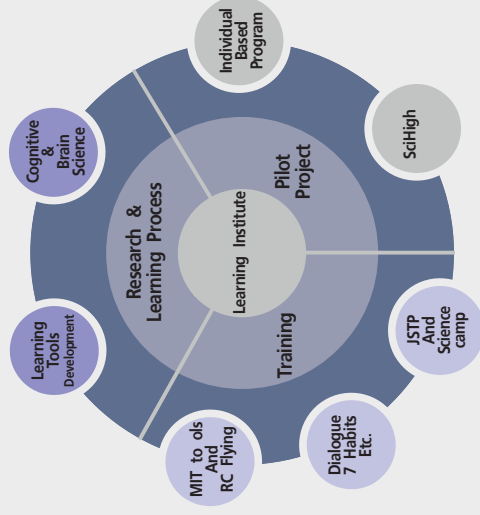 Learning
Tools
Development
Cognitive
&
Brain
Science
Research &
Learning Process
MIT to ols
And
RC Flying
Individual
Based
Program
Learning Institute
Training
Pilot
Project
Dialogue
7 Habits
Etc.
SciHigh
JSTP
And
Science
camp